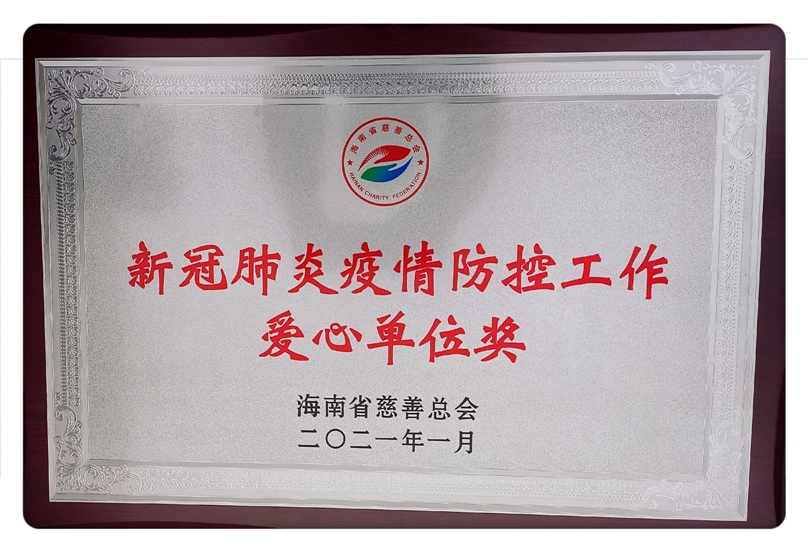 海南省慈善总会
HAINAN CHARITY FEDERATION
新冠肺炎疫情防控工作
爱心单位奖
海南省慈善总会
二〇二一年一月